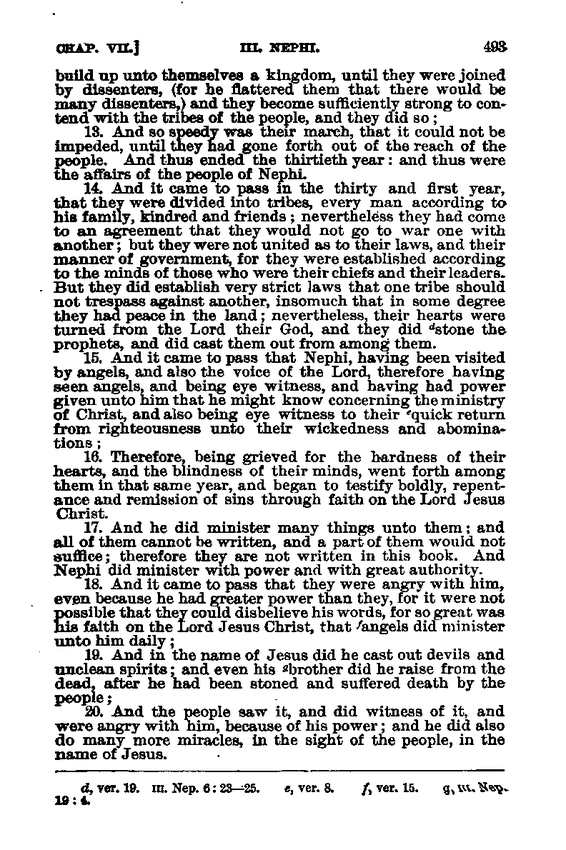 CHAP. VII.] III. NEPHI. 493
build up unto themselves a kingdom, until they were joined
by dissenters, (for he flattered them that there would be
many dissenters,) and they become sufficiently strong to con-
tend with the tribes of the people, and they did so;
13. And so speedy was their march, that it could not be
impeded, until they had gone forth out of the reach of the
people. And thus ended the thirtieth year: and thus were
the affairs of the people of Nephi.
14. And it came to pass in the thirty and first year,
that they were divided into tribes, every man according to
his family, kindred and friends; nevertheless they had come
to an agreement that they would not go to war one with
another; but they were not united as to their laws, and their
manner of government, for they were established according
to the minds of those who were their chiefs and their leaders.
But they did establish very strict laws that one tribe should
not trespass against another, insomuch that in some degree
they had peace in the land; nevertheless, their hearts were
turned from the Lord their God, and they did dstone the
prophets, and did cast them out from among them.
15. And it came to pass that Nephi, having been visited
by angels, and also the voice of the Lord, therefore having
seen angels, and being eye witness, and having had power
given unto him that he might know concerning the ministry
of Christ, and also being eye witness to their equick return
from righteousness unto their wickedness and abomina-
tions;
16. Therefore, being grieved for the hardness of their
hearts, and the blindness of their minds, went forth among
them in that same year, and began to testify boldly, repent-
ance and remission of sins through faith on the Lord Jesus
Christ.
17. And he did minister many things unto them; and
all of them cannot be written, and a part of them would not
suffice; therefore they are not written in this book. And
Nephi did minister with power and with great authority.
18. And it came to pass that they were angry with him,
even because he had greater power than they, for it were not
possible that they could disbelieve his words, for so great was
his faith on the Lord Jesus Christ, that fangels did minister
unto him daily;
19. And in the name of Jesus did he cast out devils and
unclean spirits; and even his gbrother did he raise from the
dead, after he had been stoned and suffered death by the
people;
20. And the people saw it, and did witness of it, and
were angry with him, because of his power; and he did also
do many more miracles, in the sight of the people, in the
name of Jesus.
d, ver. 19. III. Nep. 6:23—25. e, ver. 8. f, ver. 15. g, III. Nep.
19:4.